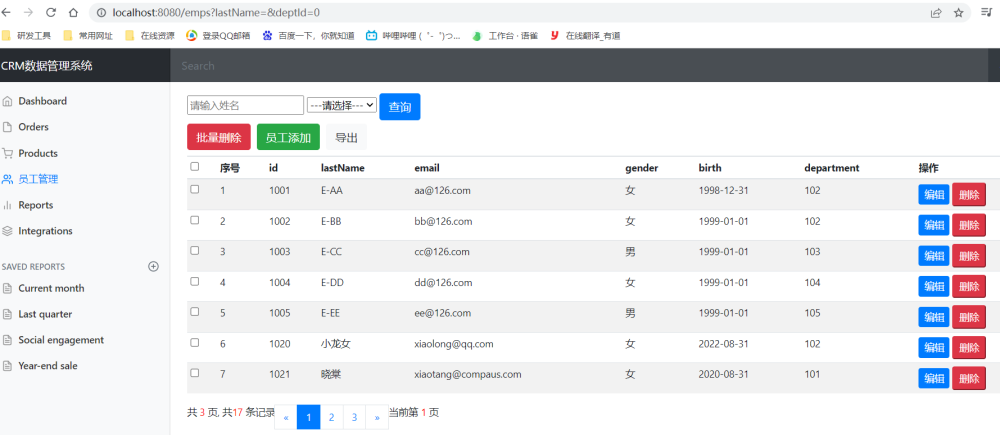 localhost:8080/emps?lastName=&deptId=0
研发工具 常用网址 在线资源 登录QQ邮箱 百度一下，你就知道 哔哩哔哩 ( ゜- ゜)つ... 工作台 · 语雀 在线翻译_有道
CRM数据管理系统 Search
Dashboard
Orders
Products
员工管理
Reports
Integrations
SAVED REPORTS
Current month
Last quarter
Social engagement
Year-end sale
请输入姓名 ---请选择--- 查询
批量删除 员工添加 导出
序号 id lastName email gender birth department 操作
1 1001 E-AA aa@126.com 女 1998-12-31 102 编辑 删除
2 1002 E-BB bb@126.com 女 1999-01-01 102 编辑 删除
3 1003 E-CC cc@126.com 男 1999-01-01 103 编辑 删除
4 1004 E-DD dd@126.com 女 1999-01-01 104 编辑 删除
5 1005 E-EE ee@126.com 男 1999-01-01 105 编辑 删除
6 1020 小龙女 xiaolong@qq.com 女 2022-08-31 102 编辑 删除
7 1021 晓棠 xiaotang@compaus.com 女 2020-08-31 101 编辑 删除
共 3 页, 共17 条记录 « 1 2 3 » 当前第 1 页